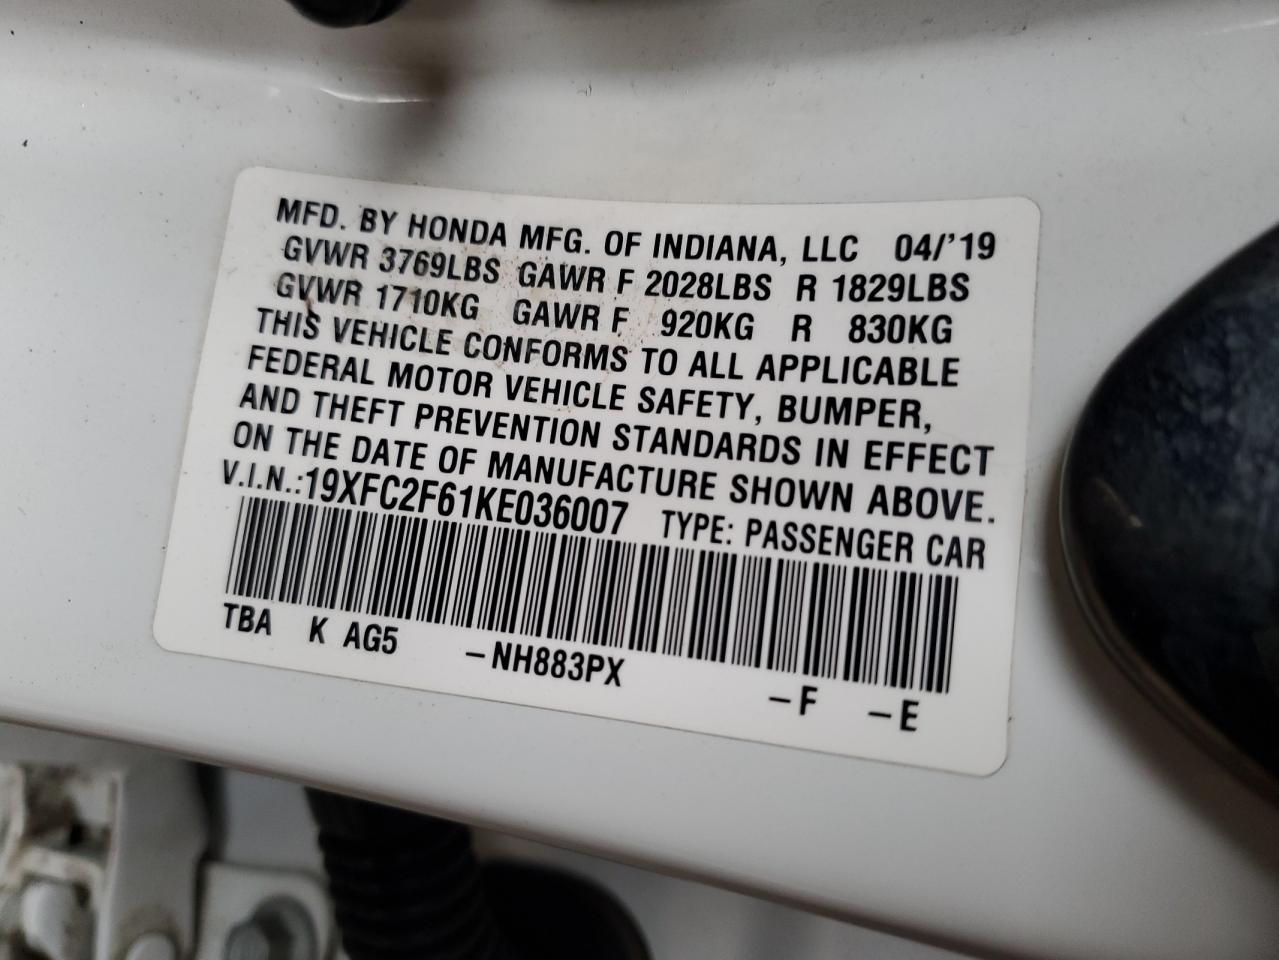 MFD. BY HONDA MFG. OF INDIANA, LLC 04/'19
GVWR 3769LBS GAWR F 2028LBS R 1829LBS
GVWR 1710KG GAWR F 920KG R 830KG
THIS VEHICLE CONFORMS TO ALL APPLICABLE
FEDERAL MOTOR VEHICLE SAFETY, BUMPER,
AND THEFT PREVENTION STANDARDS IN EFFECT
ON THE DATE OF MANUFACTURE SHOWN ABOVE.
V.I.N.:19XFC2F61KE036007 TYPE: PASSENGER CAR
TBA K AG5 –NH883PX –F –E